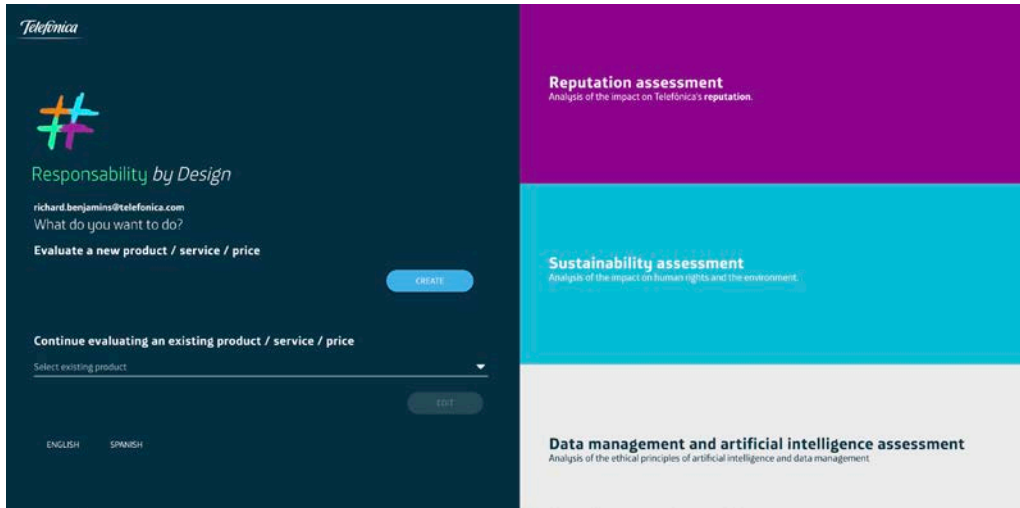 Telefónica
Responsability by Design
richard.benjamins@telefonica.com
What do you want to do?
Evaluate a new product / service / price
CREATE
Continue evaluating an existing product / service / price
Select existing product
EDIT
ENGLISH SPANISH
Reputation assessment
Analysis of the impact on Telefónica's reputation.
Sustainability assessment
Analysis of the impact on human rights and the environment.
Data management and artificial intelligence assessment
Analysis of the ethical principles of artificial intelligence and data management